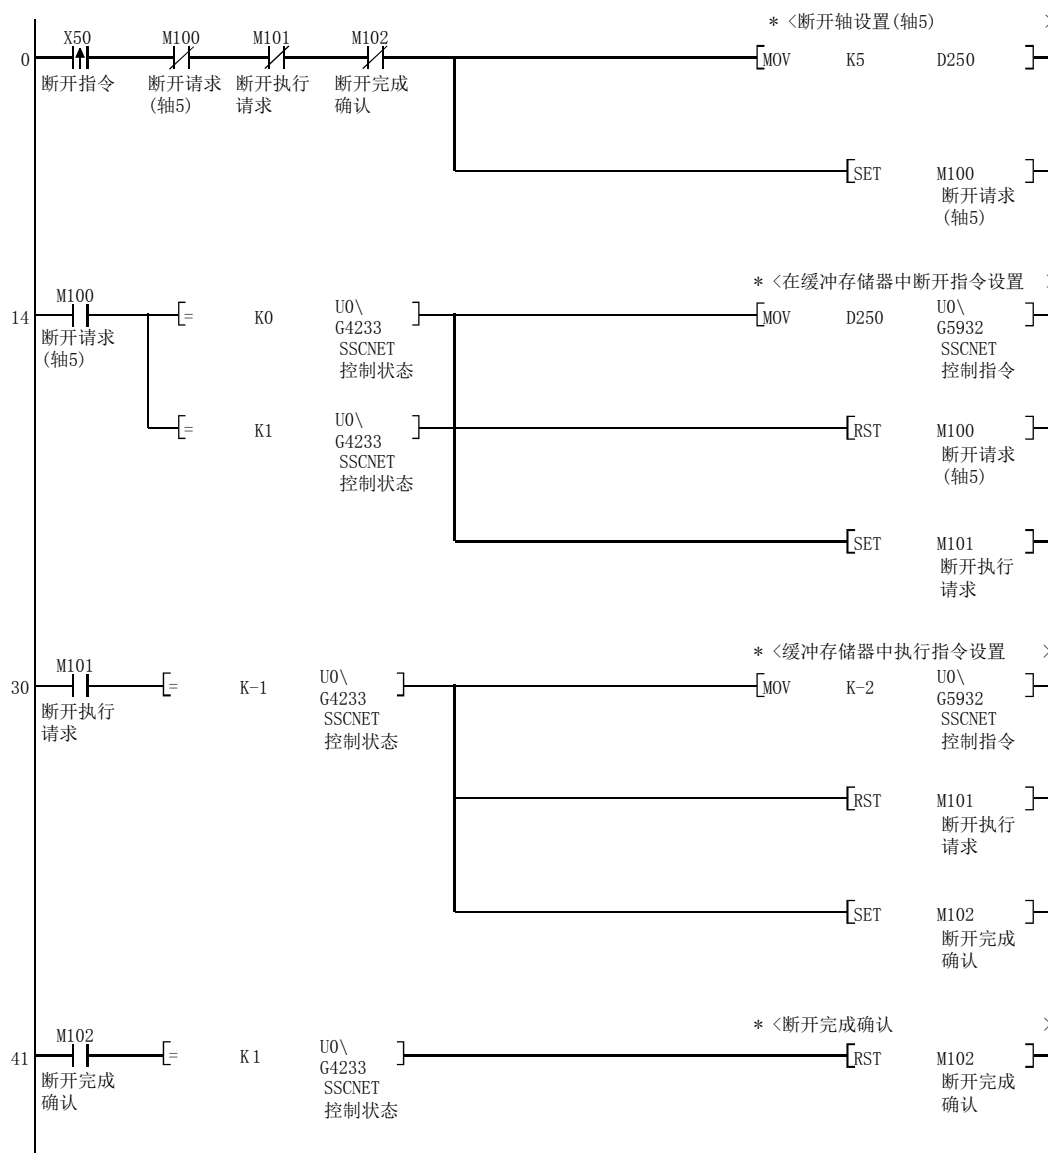 * <断开轴设置(轴5) >
X50 M100 M101 M102
0 [MOV K5 D250 ]
断开指令 断开请求 断开执行 断开完成
(轴5) 请求 确认
[SET M100 ]
断开请求
(轴5)
* <在缓冲存储器中断开指令设置 >
M100
14 [= K0 U0\ ] [MOV D250 U0\ ]
G4233 G5932
断开请求 SSCNET SSCNET
(轴5) 控制状态 控制指令
[= K1 U0\ ] [RST M100 ]
G4233 断开请求
SSCNET (轴5)
控制状态
[SET M101 ]
断开执行
请求
* <缓冲存储器中执行指令设置 >
M101
30 [= K-1 U0\ ] [MOV K-2 U0\ ]
G4233 G5932
断开执行 SSCNET SSCNET
请求 控制状态 控制指令
[RST M101 ]
断开执行
请求
[SET M102 ]
断开完成
确认
* <断开完成确认 >
M102
41 [= K1 U0\ ] [RST M102 ]
G4233
断开完成 SSCNET 断开完成
确认 控制状态 确认